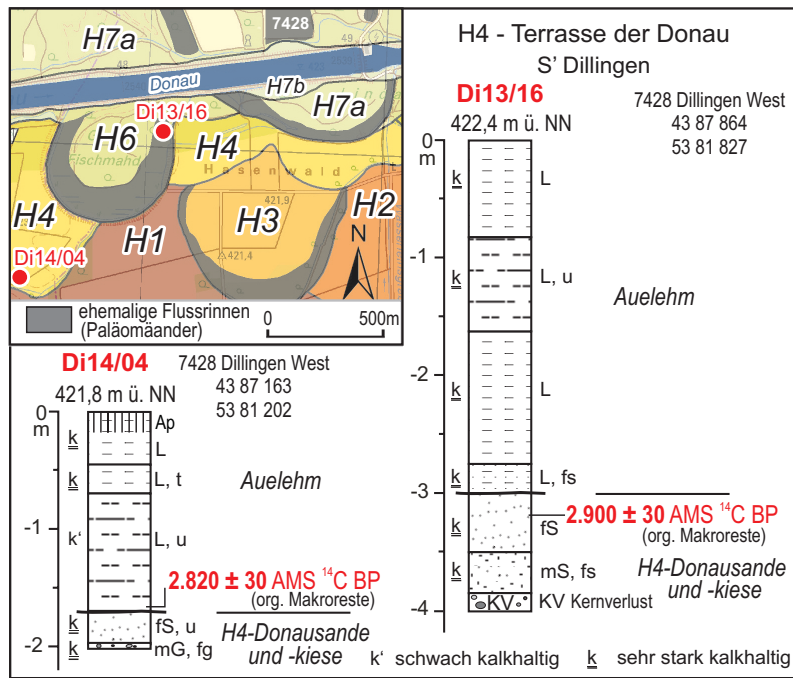 H7a
7428
Donau
H7b
H7a
Di13/16
H6
Fischmahd
H4
Hasenwald
H4
H1
H3
421,9
421,4
H2
Di14/04
N
ehemalige Flussrinnen
(Paläomäander)
0 500m
H4 - Terrasse der Donau
S' Dillingen
Di13/16
422,4 m ü. NN
7428 Dillingen West
43 87 864
53 81 827
0
m
k L
-1
k L, u
Auelehm
-2
k L
k L, fs
-3
2.900 ± 30 AMS 14C BP
(org. Makroreste)
k fS
k mS, fs
H4-Donausande
und -kiese
KV KV Kernverlust
-4
Di14/04
421,8 m ü. NN
7428 Dillingen West
43 87 163
53 81 202
0
m
Ap
k L
k L, t
Auelehm
-1
k‘ L, u
2.820 ± 30 AMS 14C BP
(org. Makroreste)
k fS, u
-2
k mG, fg
H4-Donausande
und -kiese
k‘ schwach kalkhaltig k sehr stark kalkhaltig